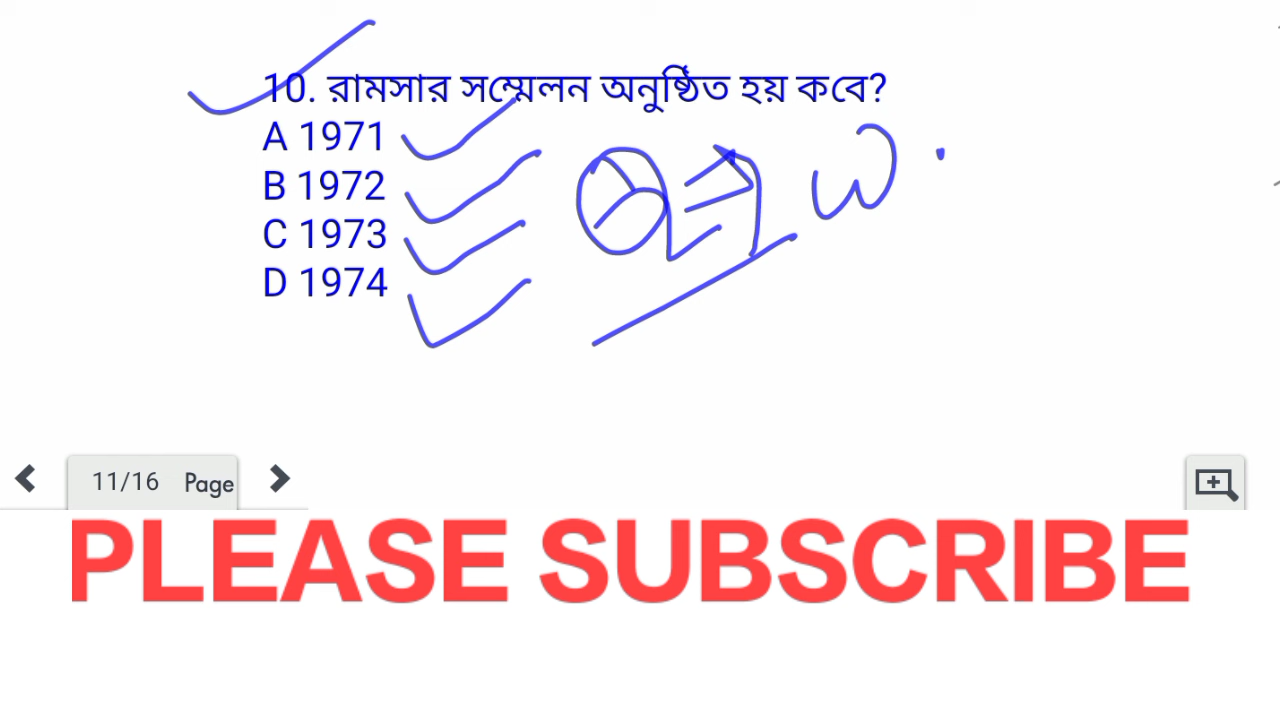 10. রামসার সম্মেলন অনুষ্ঠিত হয় কবে?
A 1971
B 1972
C 1973
D 1974
11/16 Page
PLEASE SUBSCRIBE